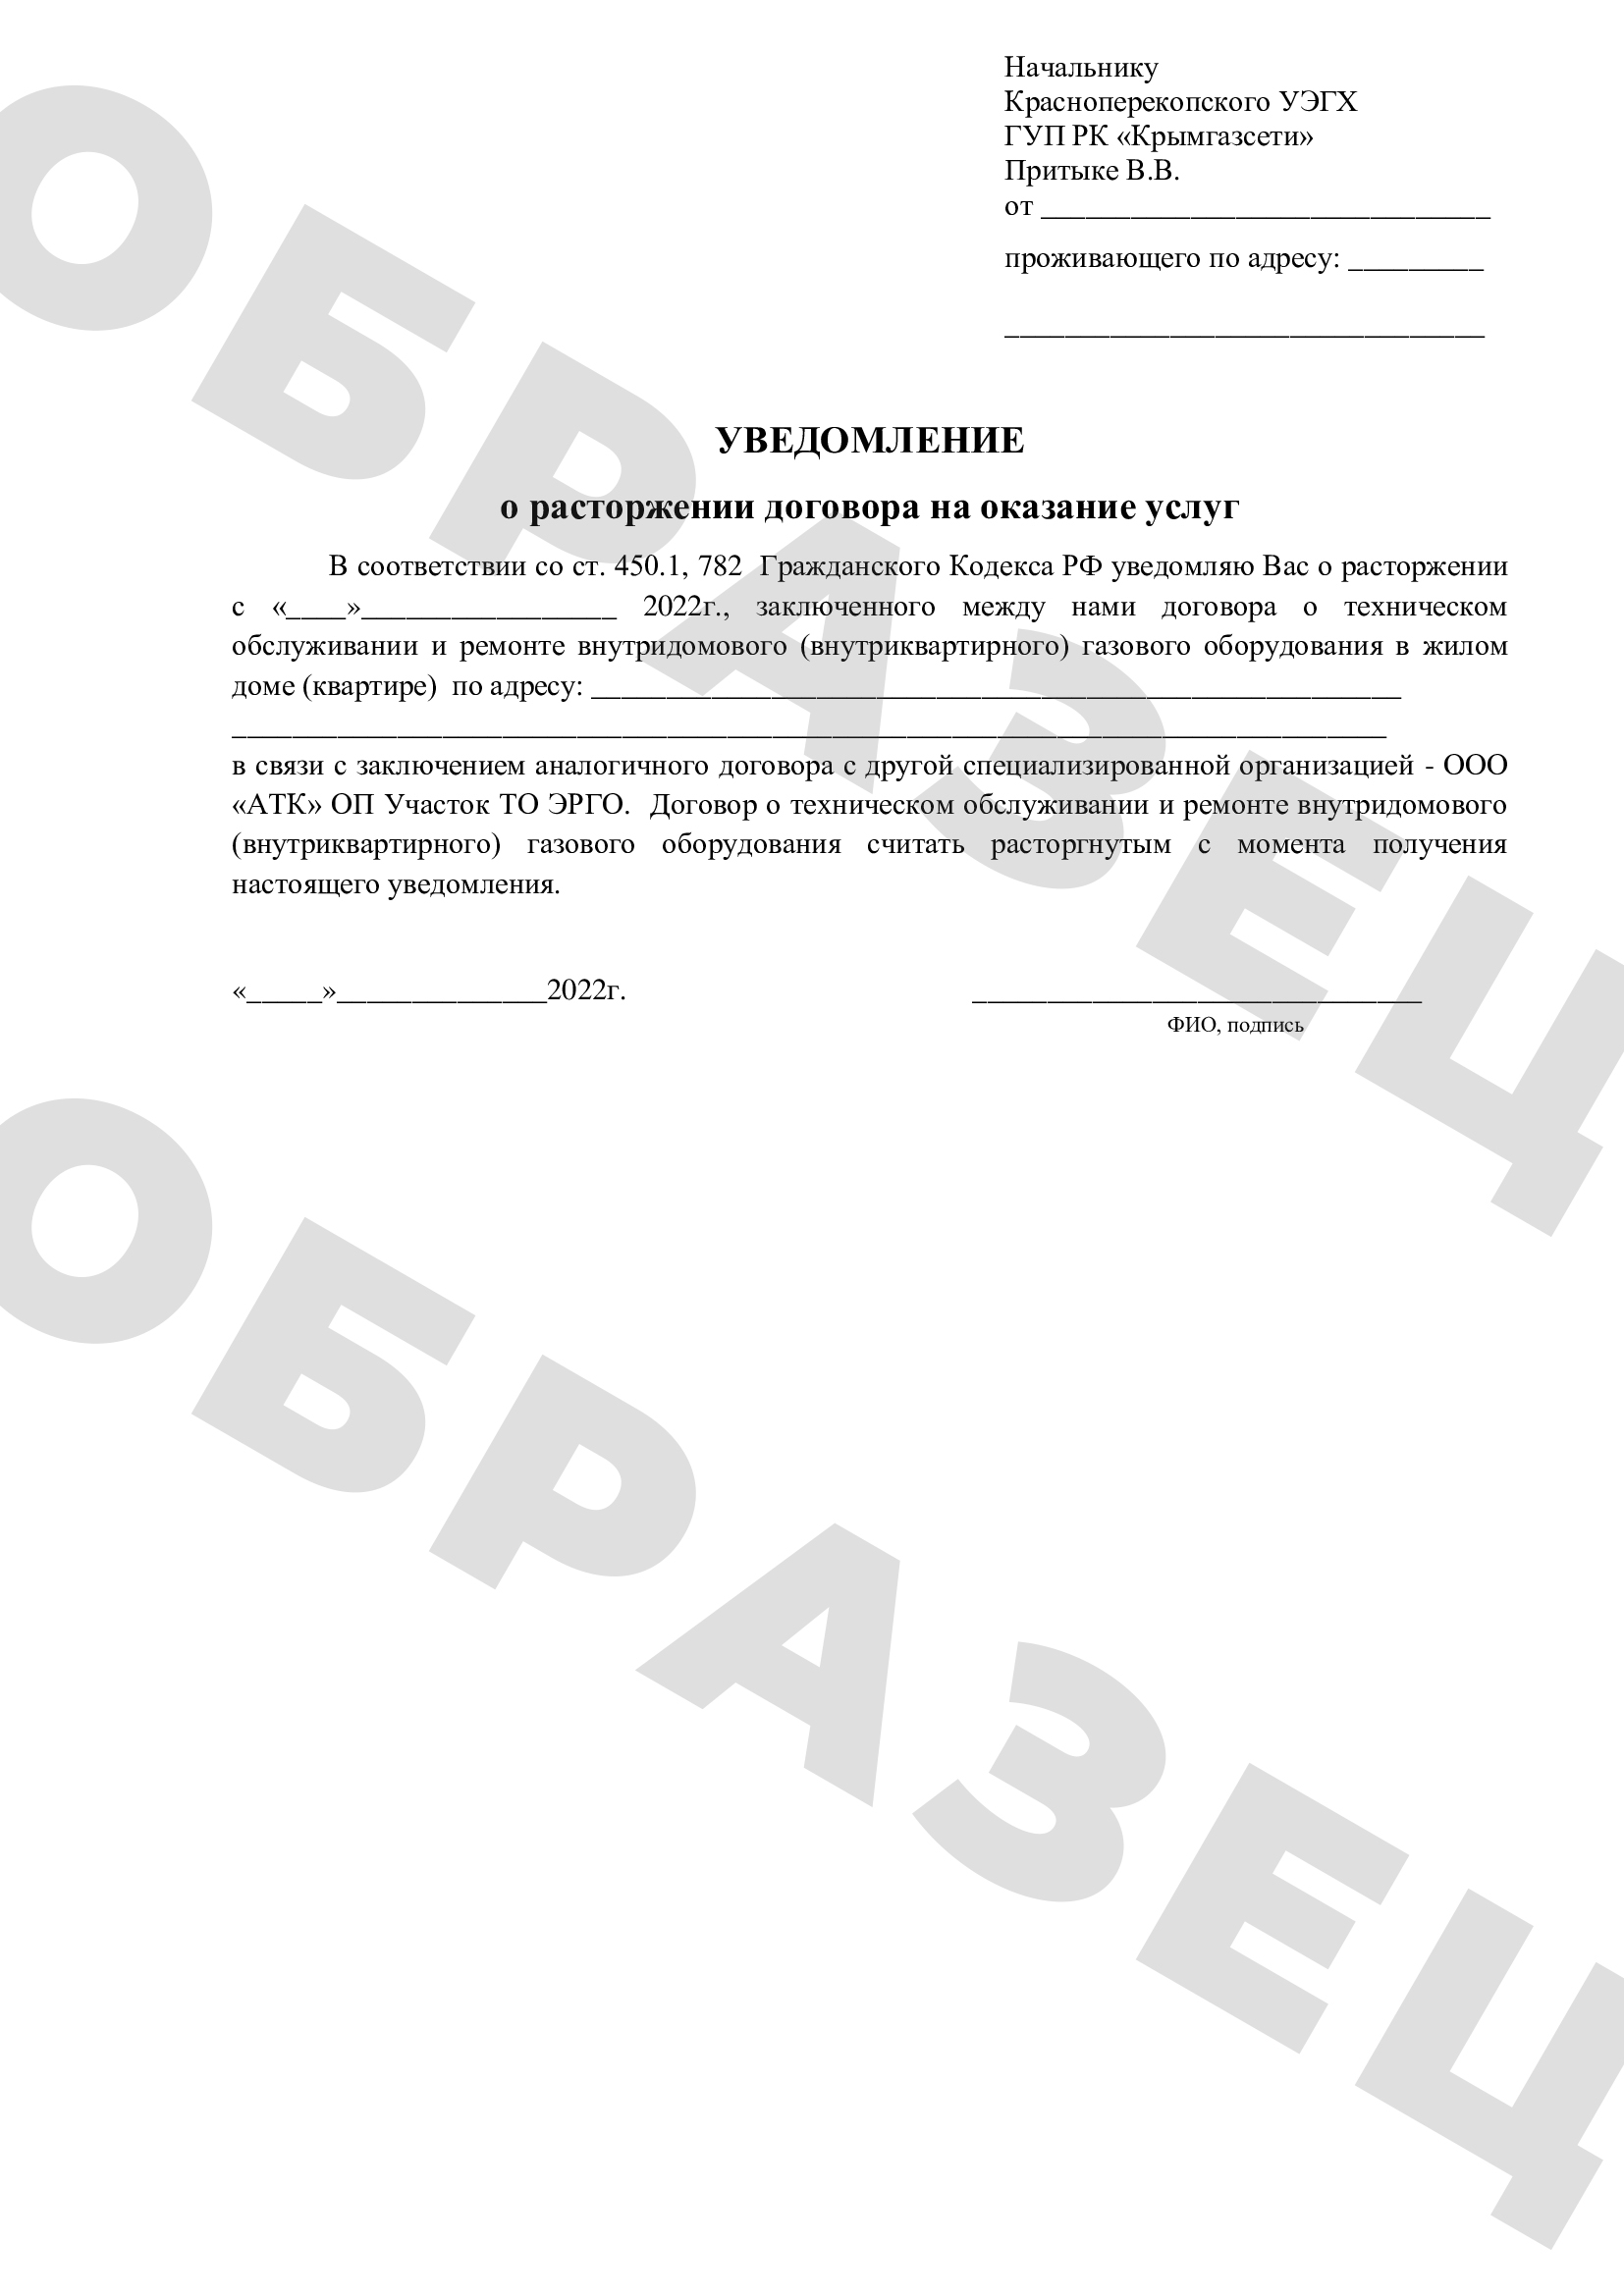 Начальнику
Красноперекопского УЭГХ
ГУП РК «Крымгазсети»
Притыке В.В.
от ______________________________
проживающего по адресу: _________
________________________________
УВЕДОМЛЕНИЕ
о расторжении договора на оказание услуг
В соответствии со ст. 450.1, 782  Гражданского Кодекса РФ уведомляю Вас о расторжении
с «____»_________________ 2022г., заключенного между нами договора о техническом
обслуживании и ремонте внутридомового (внутриквартирного) газового оборудования в жилом
доме (квартире)  по адресу: ______________________________________________________
_____________________________________________________________________________
в связи с заключением аналогичного договора с другой специализированной организацией - ООО
«АТК» ОП Участок ТО ЭРГО.  Договор о техническом обслуживании и ремонте внутридомового
(внутриквартирного) газового оборудования считать расторгнутым с момента получения
настоящего уведомления.
«_____»______________2022г. ______________________________
ФИО, подпись
ОБРАЗЕЦ
ОБРАЗЕЦ